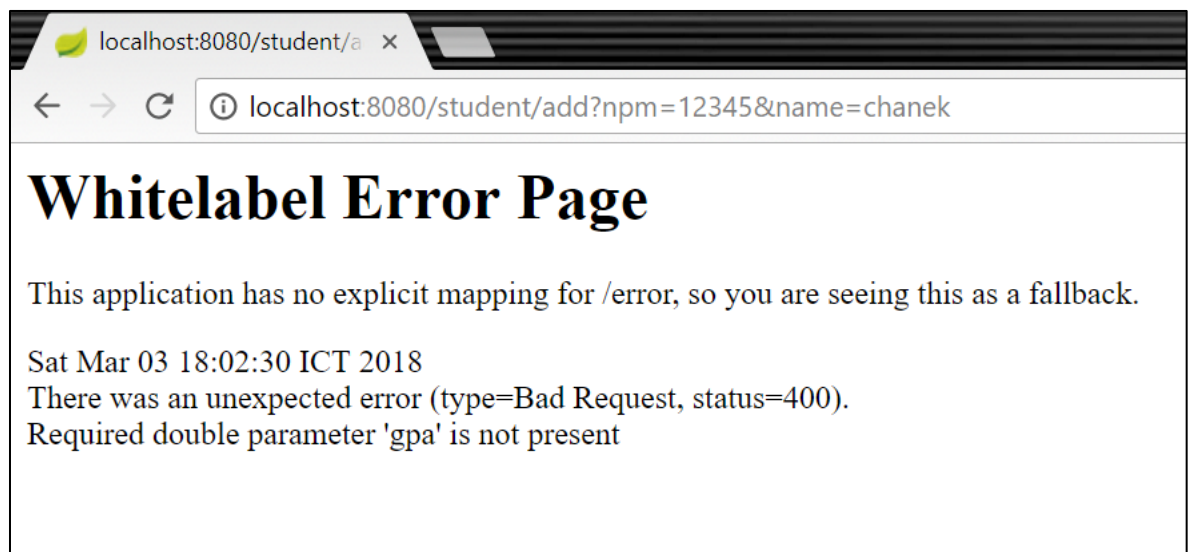 localhost:8080/student/a
localhost:8080/student/add?npm=12345&name=chanek
Whitelabel Error Page
This application has no explicit mapping for /error, so you are seeing this as a fallback.
Sat Mar 03 18:02:30 ICT 2018
There was an unexpected error (type=Bad Request, status=400).
Required double parameter 'gpa' is not present